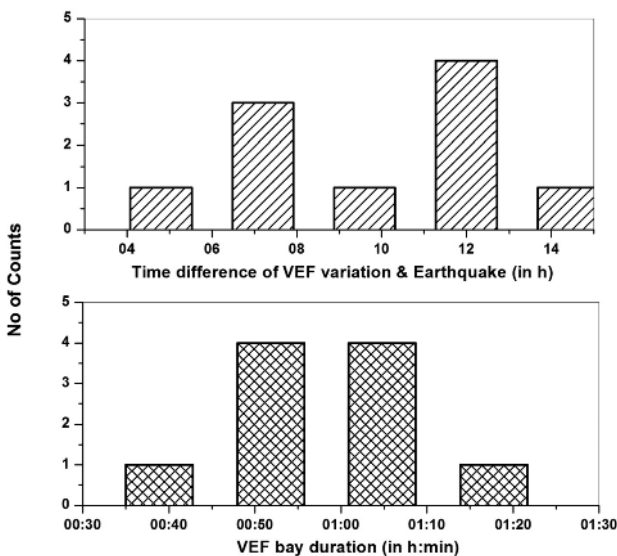 5
4
3
2
1
0
04 06 08 10 12 14
Time difference of VEF variation & Earthquake (in h)
No of Counts
5
4
3
2
1
0
00:30 00:40 00:50 01:00 01:10 01:20 01:30
VEF bay duration (in h:min)